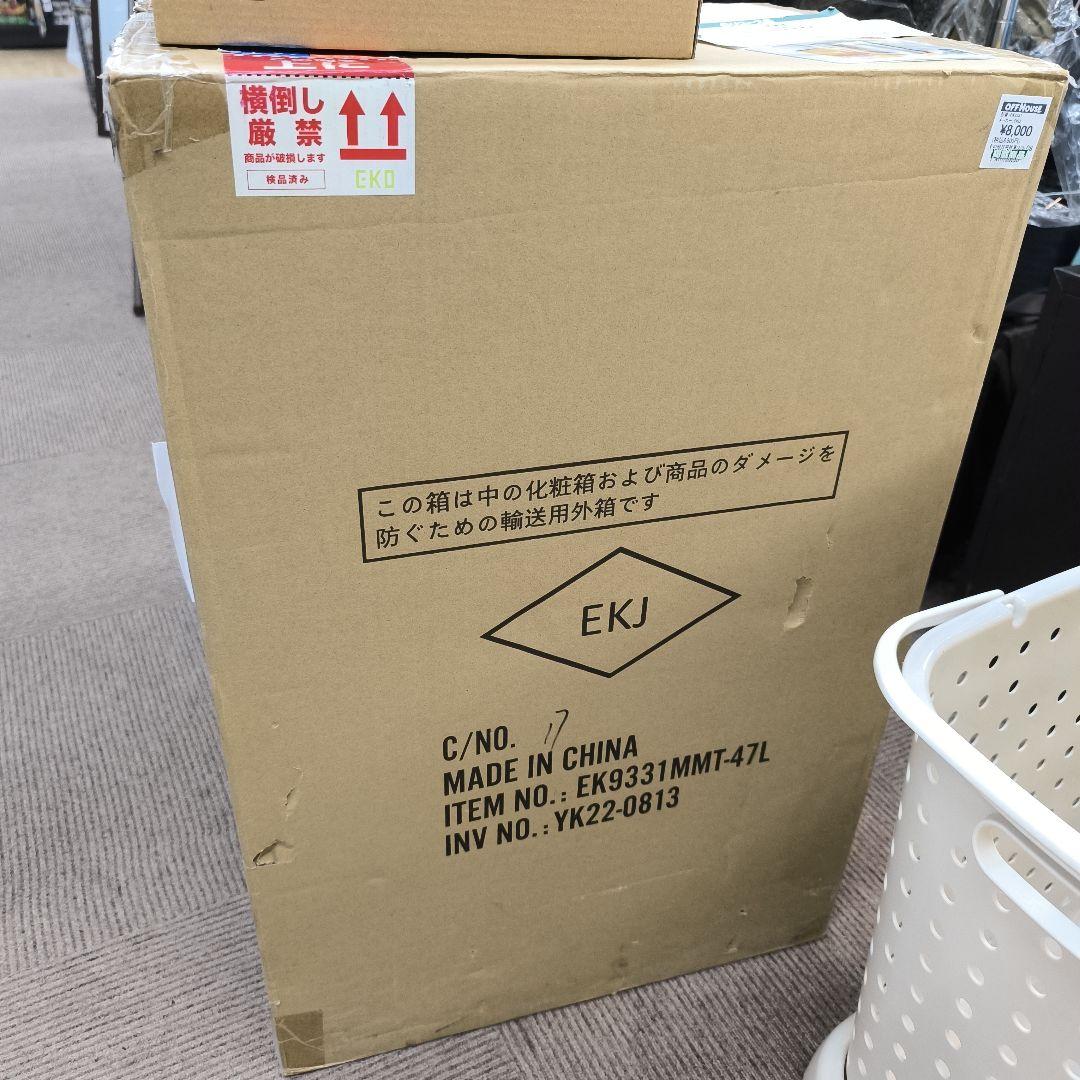 上に
横倒し
厳禁
商品が破損します
検品済み
EKO
OFFHOUSE
¥8,000
この箱は中の化粧箱および商品のダメージを
防ぐための輸送用外箱です
EKJ
C/NO. 17
MADE IN CHINA
ITEM NO.: EK9331MMT-47L
INV NO.: YK22-0813